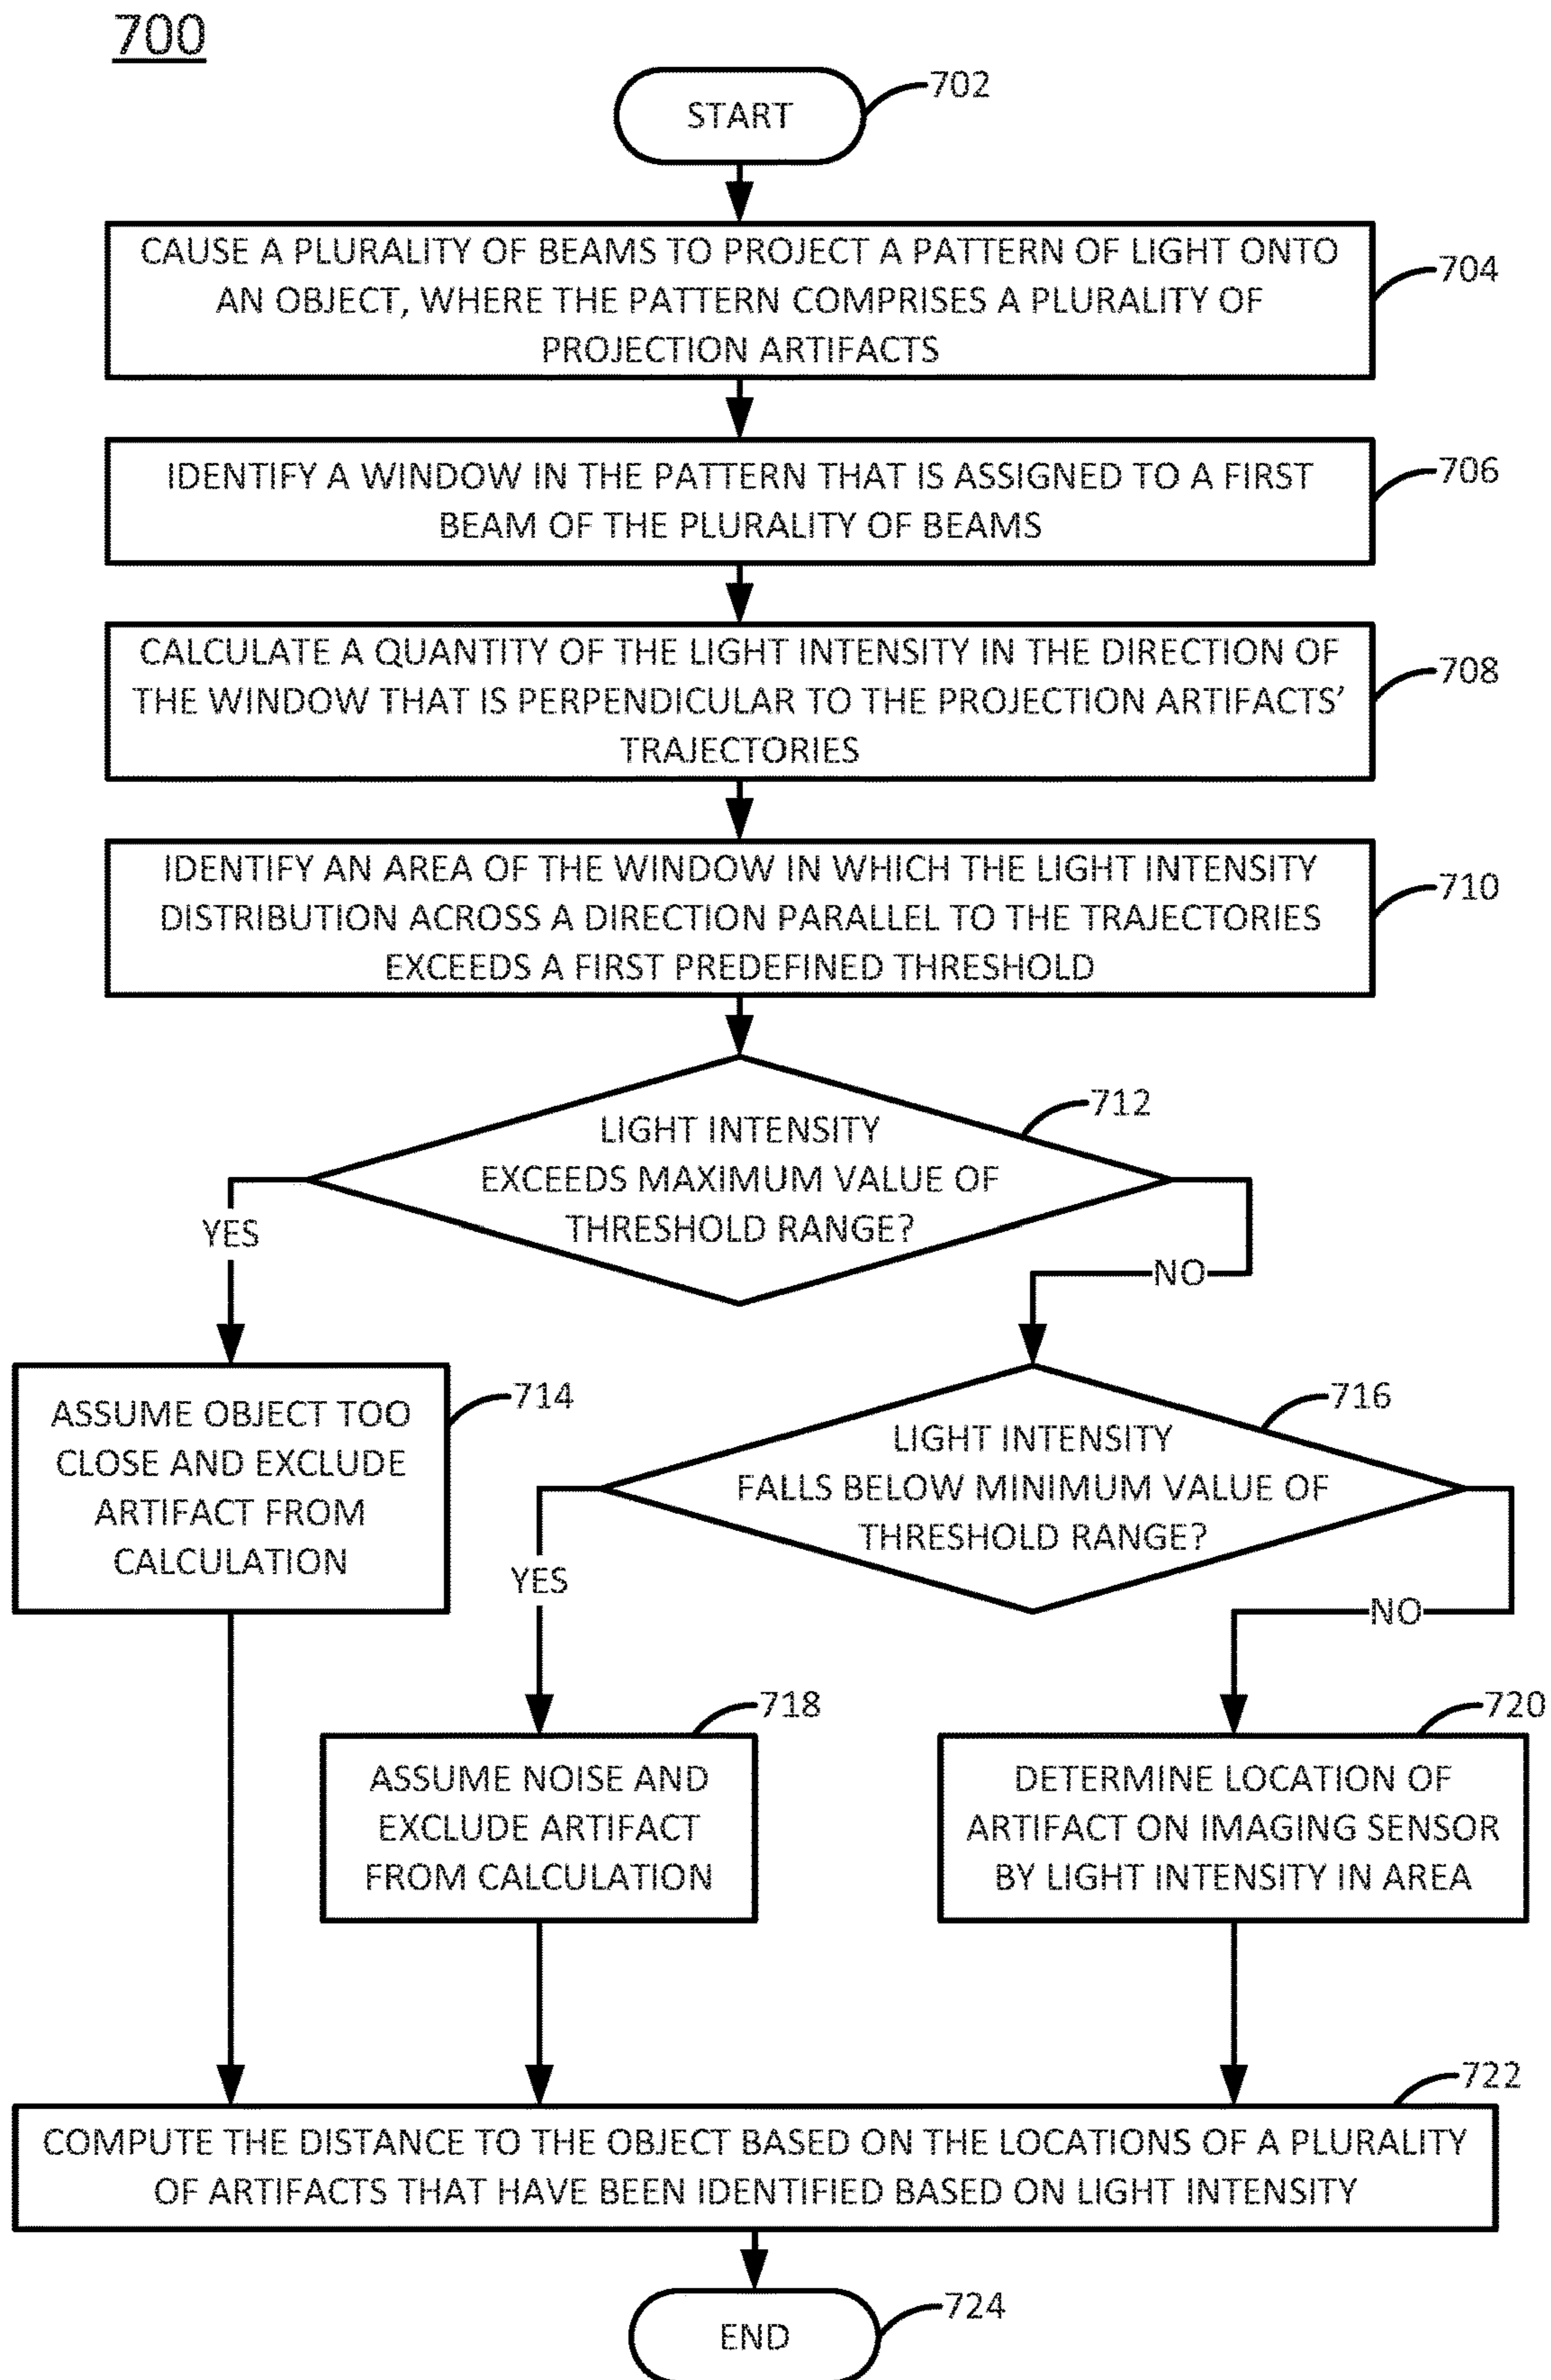 700
START
702
CAUSE A PLURALITY OF BEAMS TO PROJECT A PATTERN OF LIGHT ONTO
AN OBJECT, WHERE THE PATTERN COMPRISES A PLURALITY OF
PROJECTION ARTIFACTS
704
IDENTIFY A WINDOW IN THE PATTERN THAT IS ASSIGNED TO A FIRST
BEAM OF THE PLURALITY OF BEAMS
706
CALCULATE A QUANTITY OF THE LIGHT INTENSITY IN THE DIRECTION OF
THE WINDOW THAT IS PERPENDICULAR TO THE PROJECTION ARTIFACTS’
TRAJECTORIES
708
IDENTIFY AN AREA OF THE WINDOW IN WHICH THE LIGHT INTENSITY
DISTRIBUTION ACROSS A DIRECTION PARALLEL TO THE TRAJECTORIES
EXCEEDS A FIRST PREDEFINED THRESHOLD
710
LIGHT INTENSITY
EXCEEDS MAXIMUM VALUE OF
THRESHOLD RANGE?
712
YES
NO
ASSUME OBJECT TOO
CLOSE AND EXCLUDE
ARTIFACT FROM
CALCULATION
714
LIGHT INTENSITY
FALLS BELOW MINIMUM VALUE OF
THRESHOLD RANGE?
716
YES
NO
ASSUME NOISE AND
EXCLUDE ARTIFACT
FROM CALCULATION
718
DETERMINE LOCATION OF
ARTIFACT ON IMAGING SENSOR
BY LIGHT INTENSITY IN AREA
720
COMPUTE THE DISTANCE TO THE OBJECT BASED ON THE LOCATIONS OF A PLURALITY
OF ARTIFACTS THAT HAVE BEEN IDENTIFIED BASED ON LIGHT INTENSITY
722
END
724